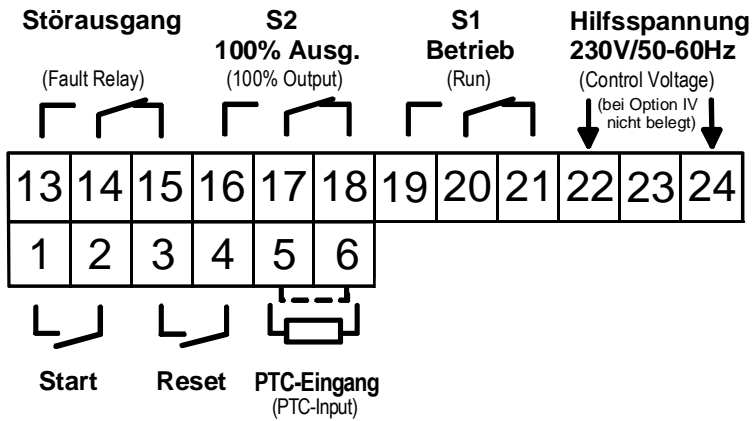 Störausgang
(Fault Relay)
S2
100% Ausg.
(100% Output)
S1
Betrieb
(Run)
Hilfsspannung
230V/50-60Hz
(Control Voltage)
(bei Option IV
nicht belegt)
13 14 15 16 17 18 19 20 21 22 23 24
1 2 3 4 5 6
Start
Reset
PTC-Eingang
(PTC-Input)